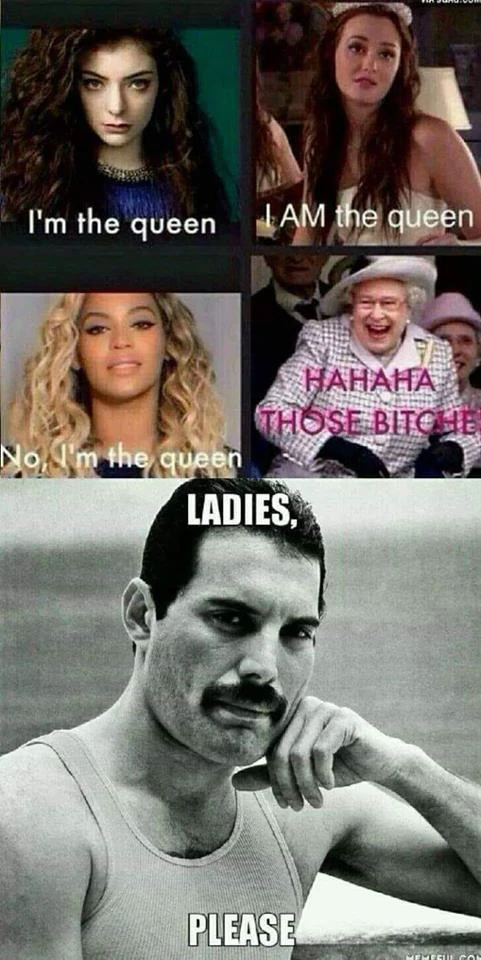 I'm the queen
I AM the queen
No, I'm the queen
HAHAHA
THOSE BITCHE
LADIES,
PLEASE